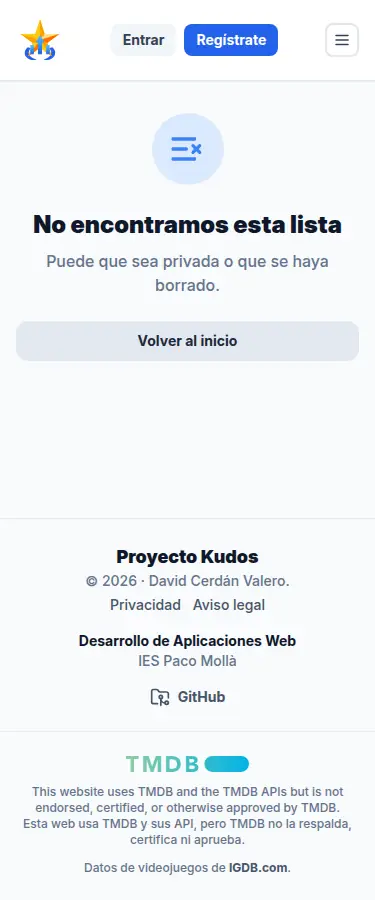 Entrar
Regístrate
No encontramos esta lista
Puede que sea privada o que se haya
borrado.
Volver al inicio
Proyecto Kudos
© 2026 · David Cerdán Valero.
Privacidad Aviso legal
Desarrollo de Aplicaciones Web
IES Paco Mollà
GitHub
TMDB
This website uses TMDB and the TMDB APIs but is not
endorsed, certified, or otherwise approved by TMDB.
Esta web usa TMDB y sus API, pero TMDB no la respalda,
certifica ni aprueba.
Datos de videojuegos de IGDB.com.